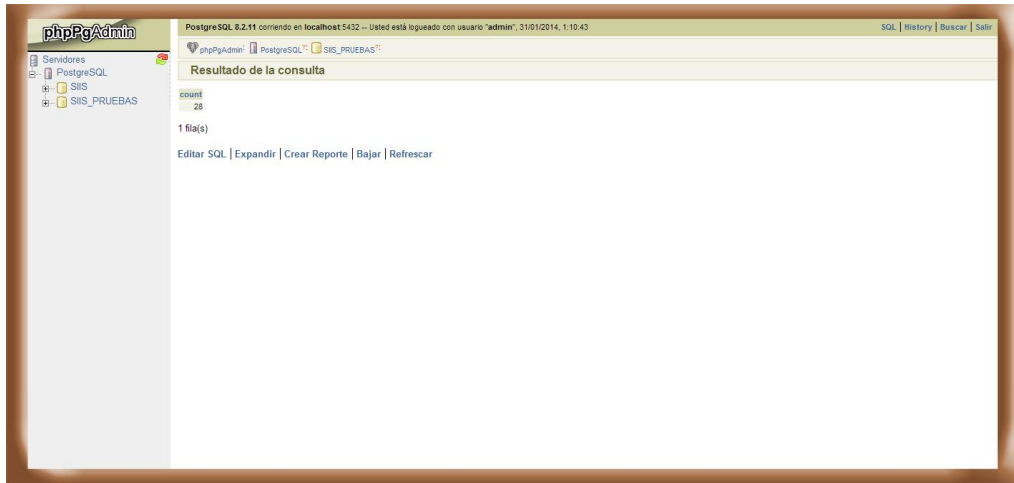 phpPgAdmin
Servidores
PostgreSQL
SIIS
SIIS_PRUEBAS
PostgreSQL 8.2.11 corriendo en localhost:5432 -- Usted está logueado con usuario "admin", 31/01/2014, 1:10:43
SQL | History | Buscar | Salir
phpPgAdmin: PostgreSQL?: SIIS_PRUEBAS?:
Resultado de la consulta
count
28
1 fila(s)
Editar SQL | Expandir | Crear Reporte | Bajar | Refrescar